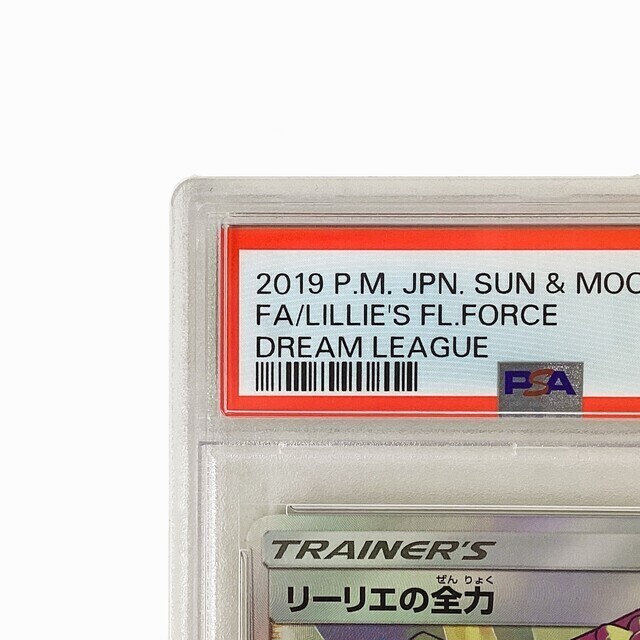 2019 P.M. JPN. SUN & MOO
FA/LILLIE'S FL.FORCE
DREAM LEAGUE
PSA
TRAINER'S
ぜんりょく
リーリエの全力